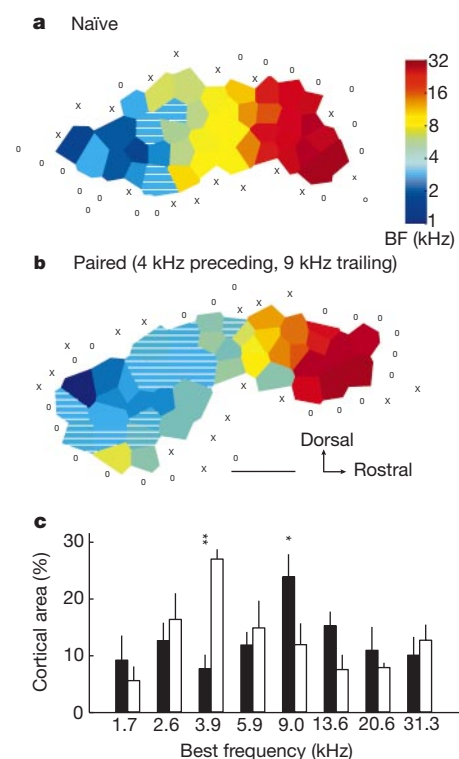 a Naïve
32
16
8
4
2
1
BF (kHz)
b Paired (4 kHz preceding, 9 kHz trailing)
Dorsal
Rostral
c
30
20
10
0
Cortical area (%)
**
*
1.7 2.6 3.9 5.9 9.0 13.6 20.6 31.3
Best frequency (kHz)